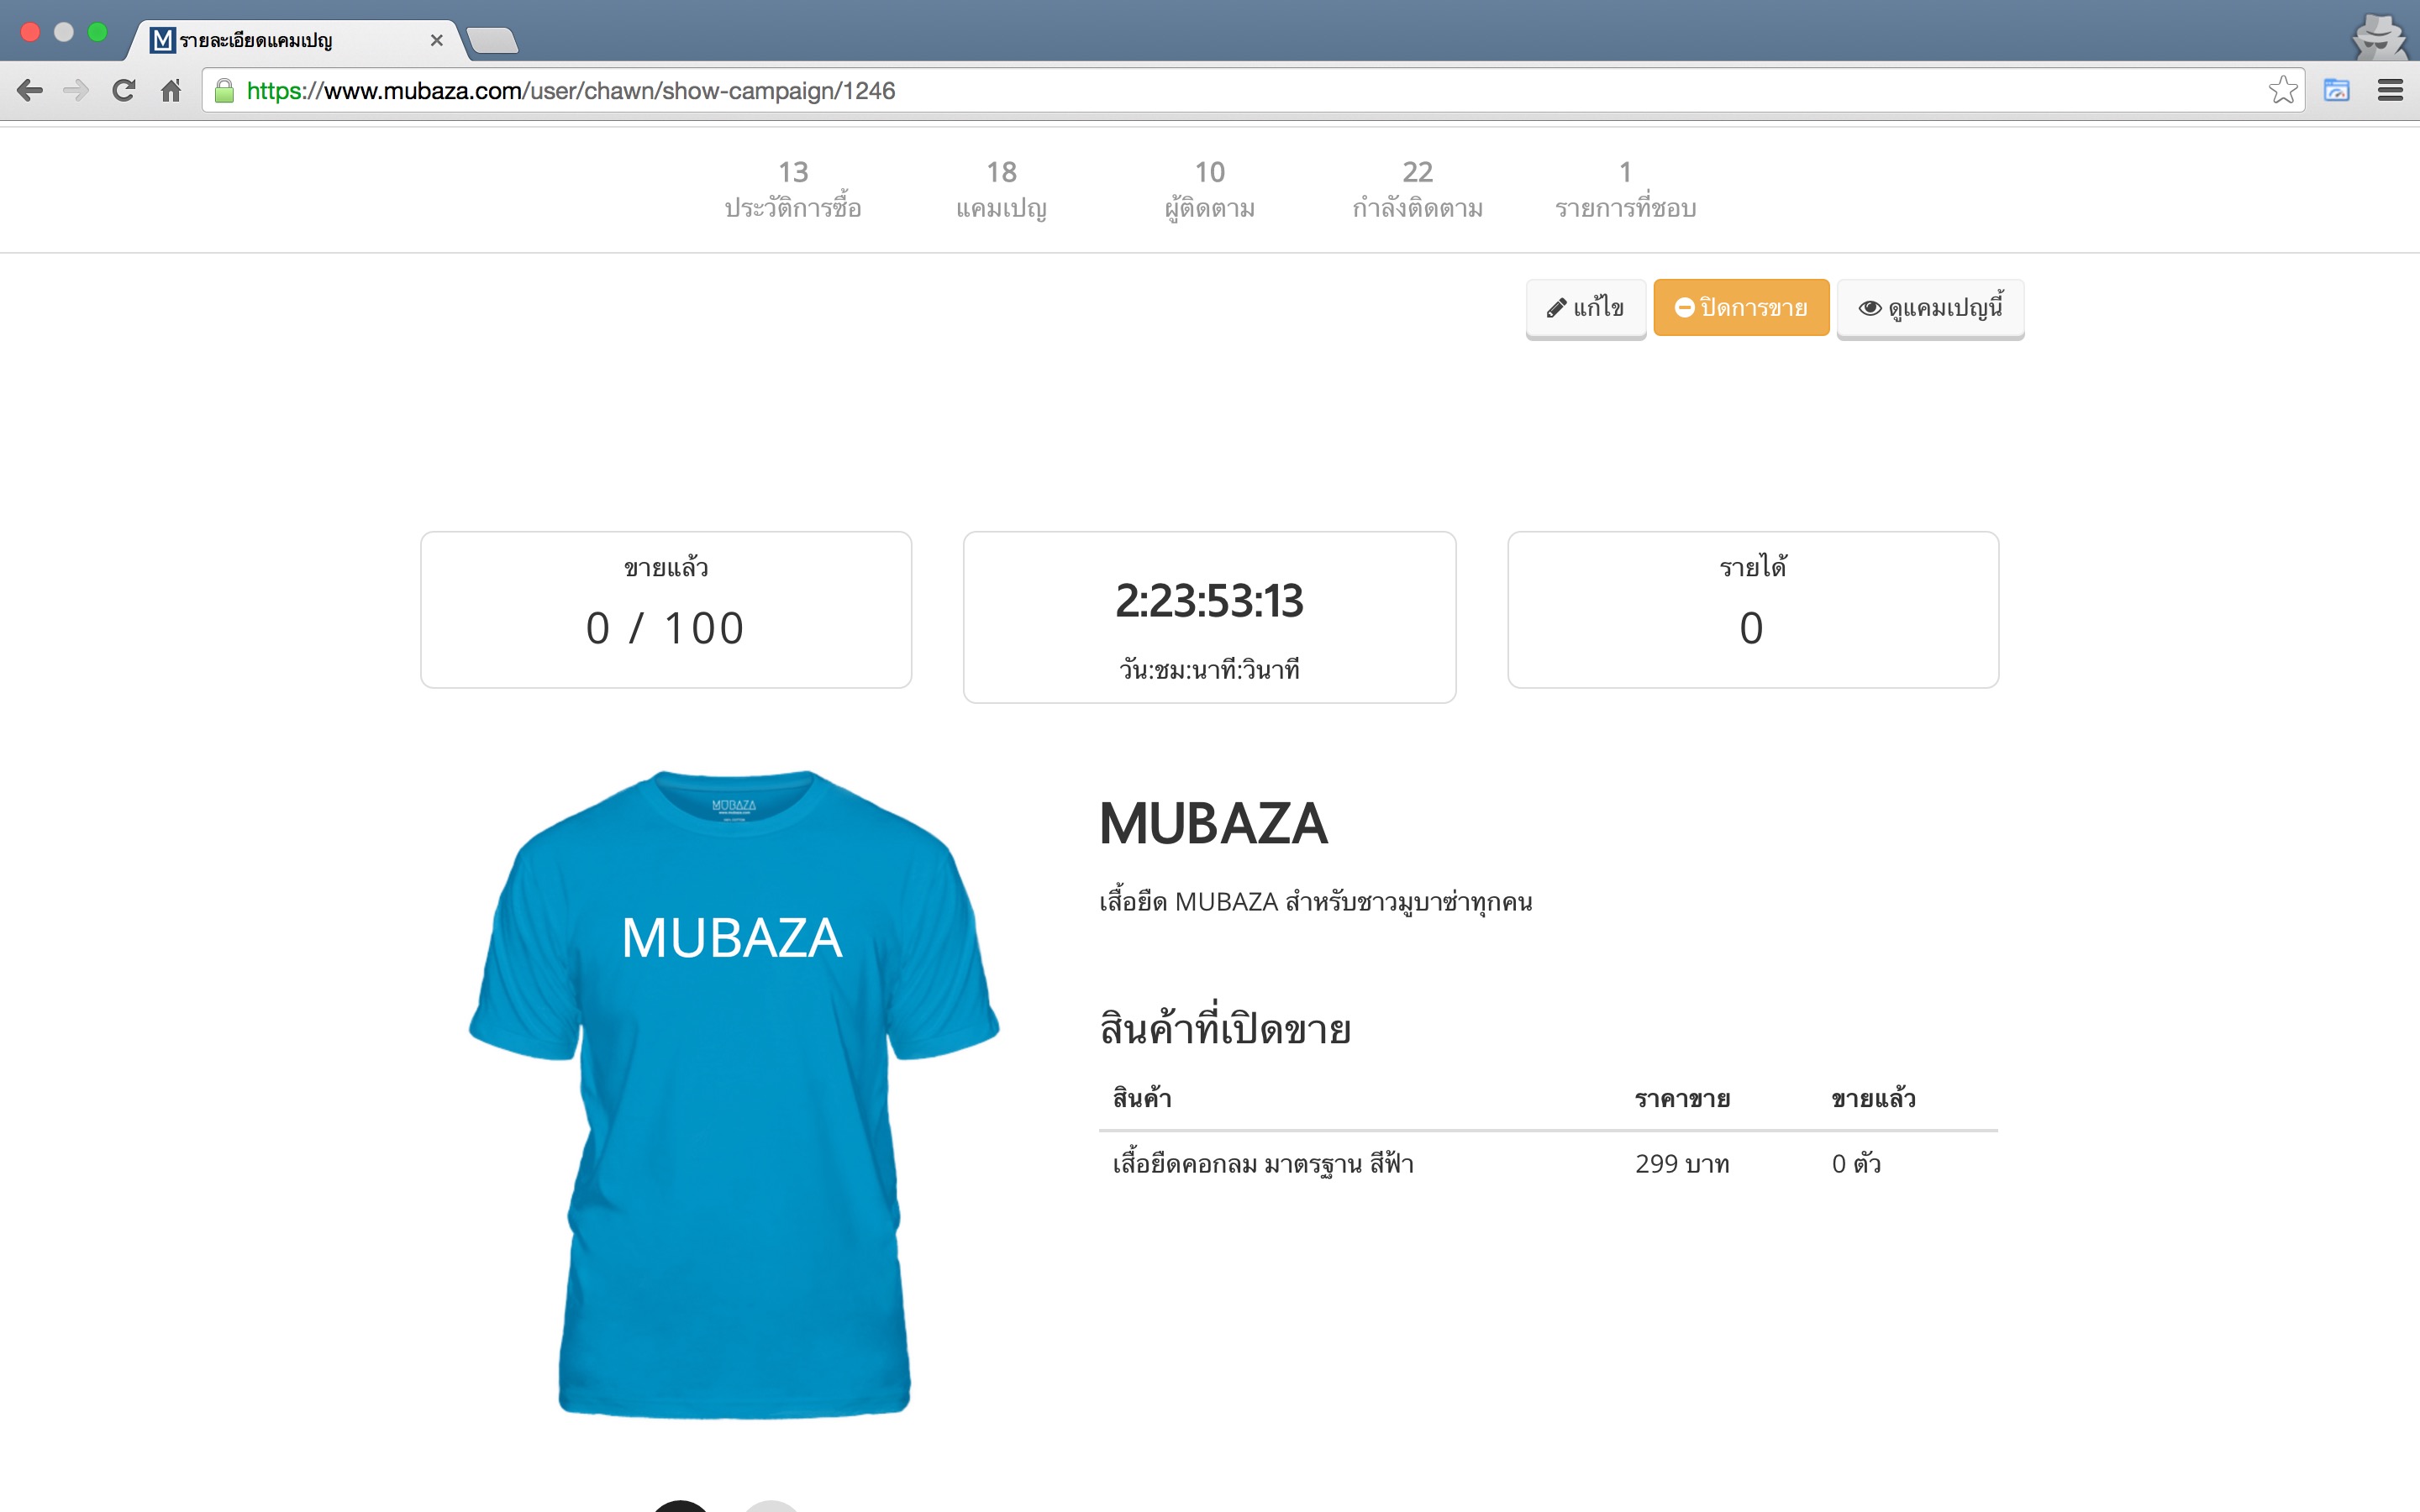 M รายละเอียดแคมเปญ
https://www.mubaza.com/user/chawn/show-campaign/1246
13 18 10 22 1
ประวัติการซื้อ แคมเปญ ผู้ติดตาม กำลังติดตาม รายการที่ชอบ
แก้ไข ปิดการขาย ดูแคมเปญนี้
ขายแล้ว
0 / 100
2:23:53:13
วัน:ชม:นาที:วินาที
รายได้
0
MUBAZA
www.mubaza.com
MUBAZA
MUBAZA
เสื้อยืด MUBAZA สำหรับชาวมูบาซ่าทุกคน
สินค้าที่เปิดขาย
สินค้า ราคาขาย ขายแล้ว
เสื้อยืดคอกลม มาตรฐาน สีฟ้า 299 บาท 0 ตัว